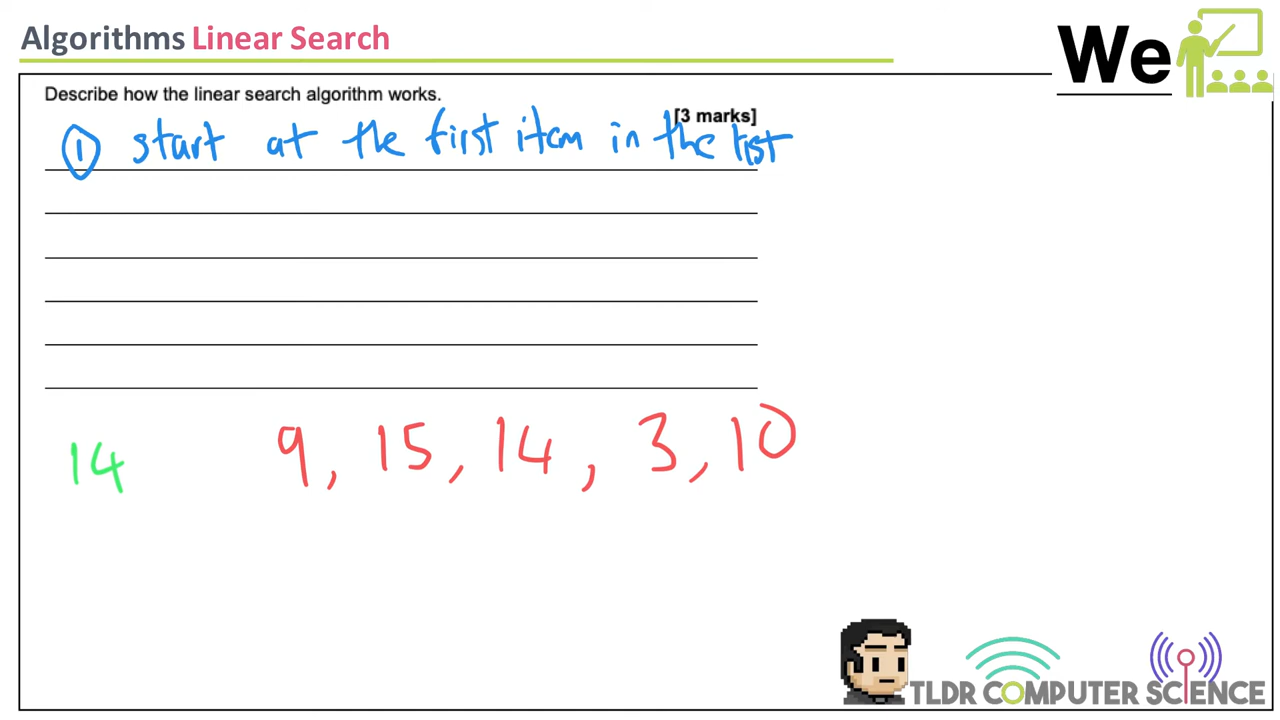 Algorithms Linear Search
We
Describe how the linear search algorithm works.
[3 marks]
① start at the first item in the list
14
9, 15, 14, 3, 10
TLDR COMPUTER SCIENCE